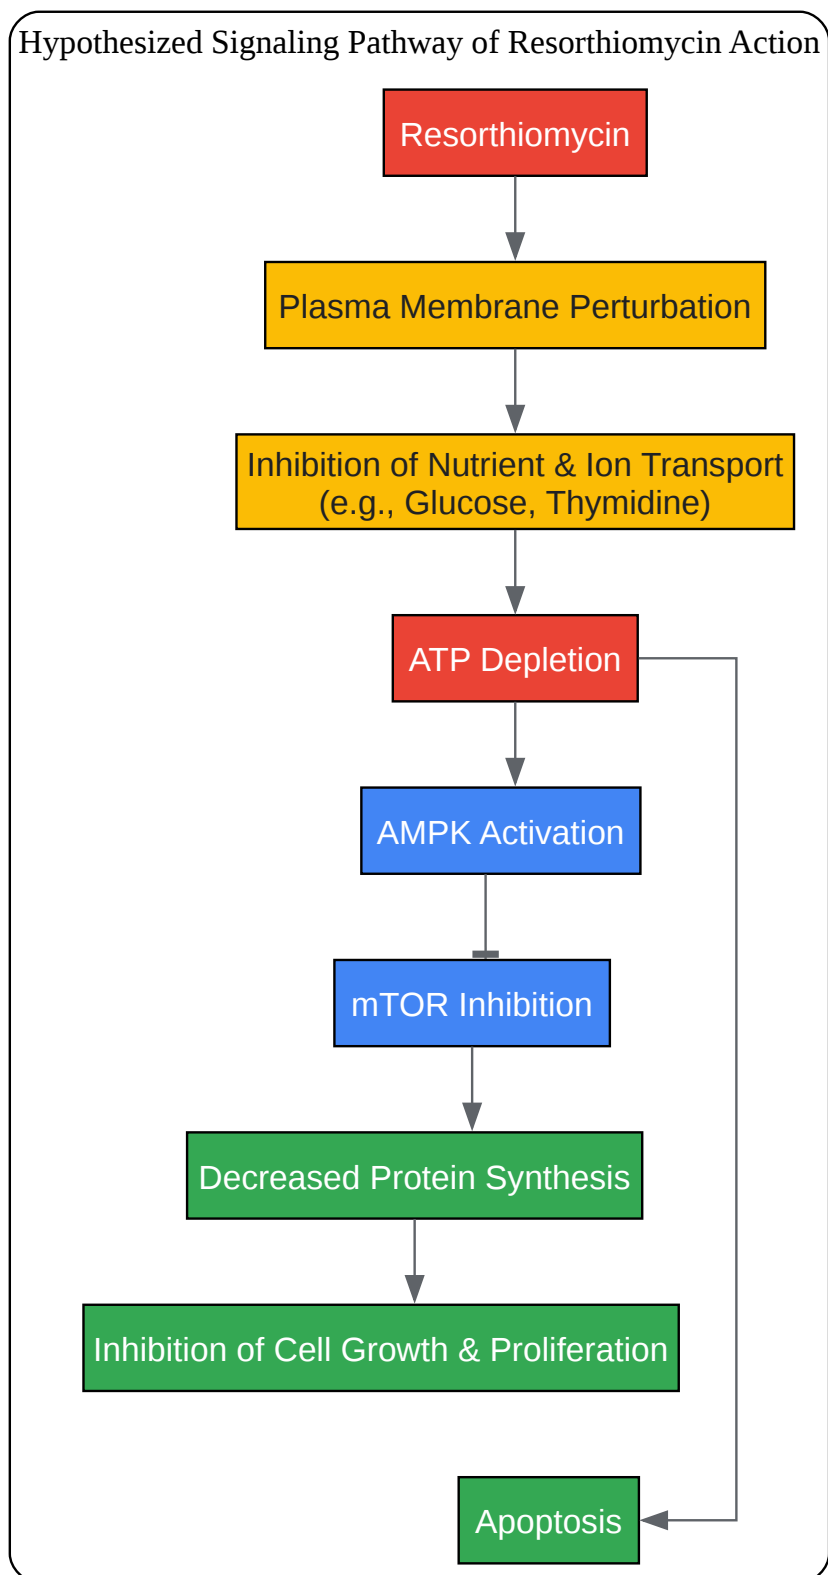 Hypothesized Signaling Pathway of Resorthiomycin Action
Resorthiomycin
Plasma Membrane Perturbation
Inhibition of Nutrient & Ion Transport
(e.g., Glucose, Thymidine)
ATP Depletion
AMPK Activation
mTOR Inhibition
Decreased Protein Synthesis
Inhibition of Cell Growth & Proliferation
Apoptosis